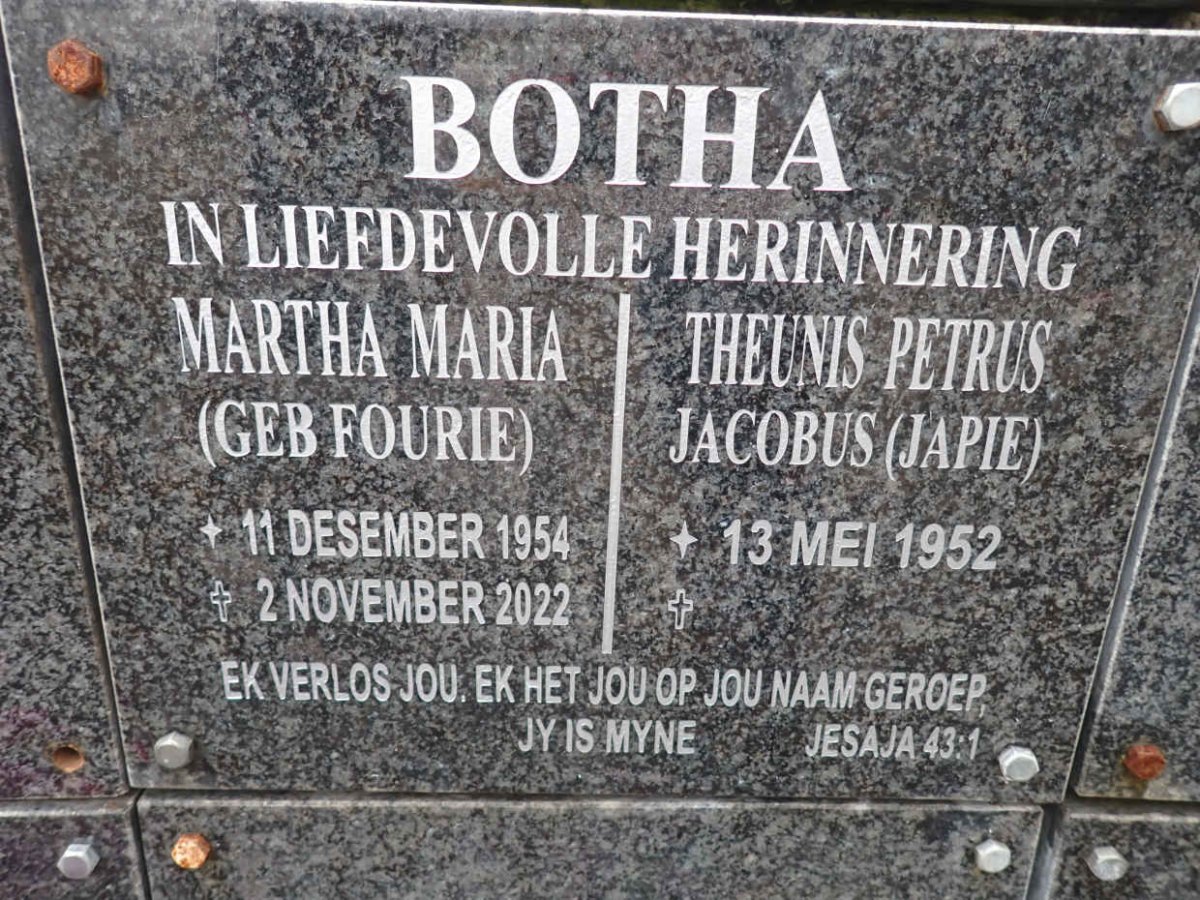 BOTHA
IN LIEFDEVOLLE HERINNERING
MARTHA MARIA
(GEB FOURIE)
11 DESEMBER 1954
2 NOVEMBER 2022
THEUNIS PETRUS
JACOBUS (JAPIE)
13 MEI 1952
EK VERLOS JOU. EK HET JOU OP JOU NAAM GEROEP,
JY IS MYNE
JESAJA 43:1